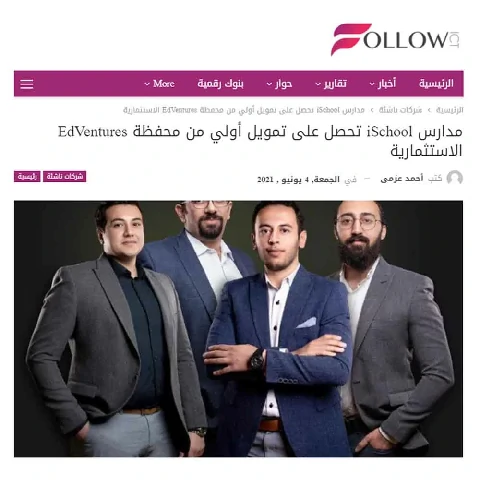 FOLLOW ICT
الرئيسية أخبار تقارير حوار بنوك رقمية More
الرئيسية › شركات ناشئة › مدارس iSchool تحصل على تمويل أولي من محفظة EdVentures الاستثمارية
مدارس iSchool تحصل على تمويل أولي من محفظة EdVentures
الاستثمارية
كتب أحمد عزمى — في الجمعة, 4 يونيو , 2021 شركات ناشئة رئيسية